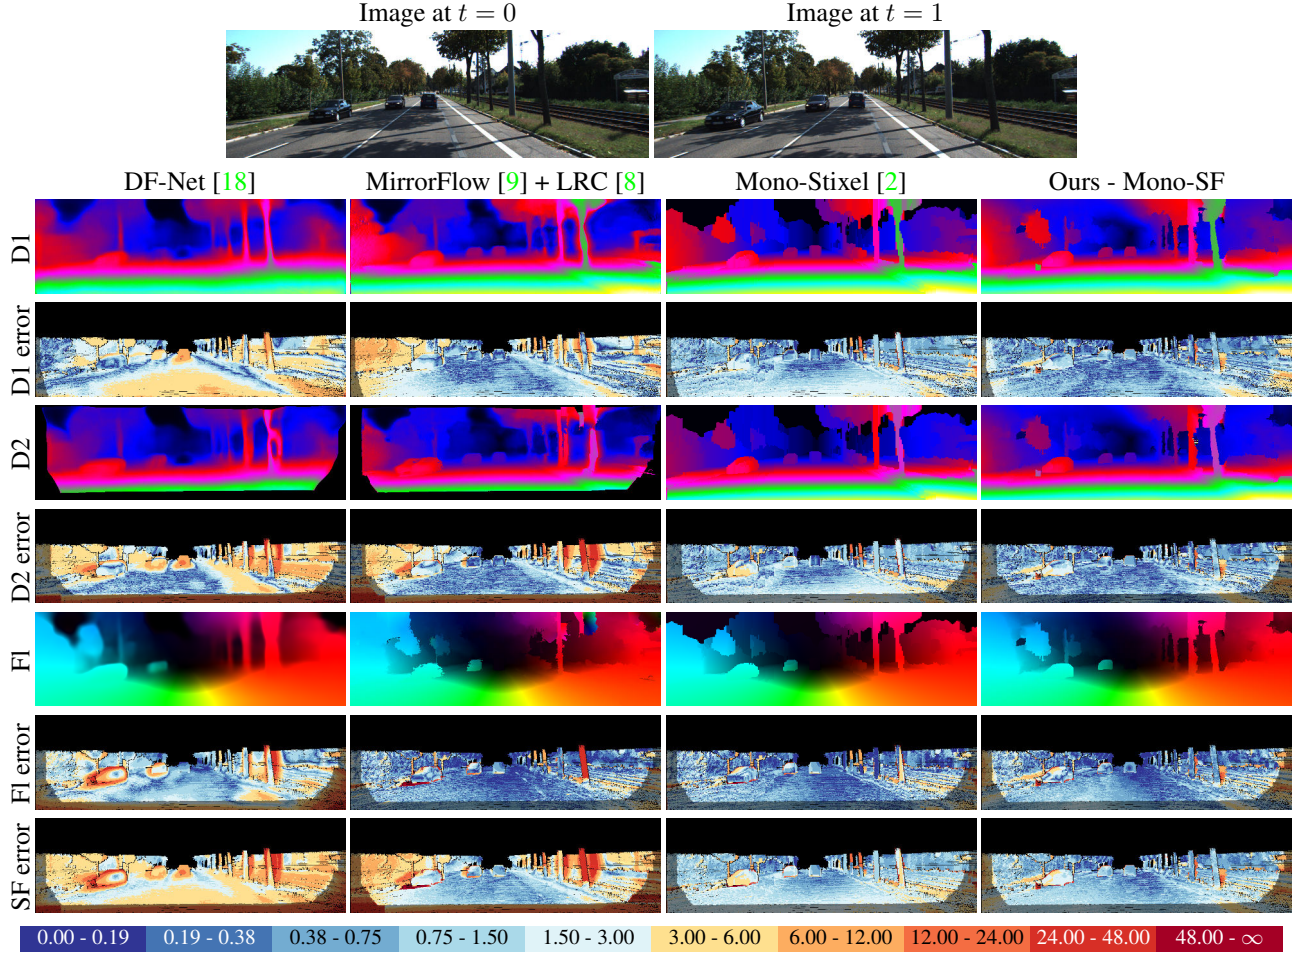 Image at t = 0
Image at t = 1
DF-Net [18]
MirrorFlow [9] + LRC [8]
Mono-Stixel [2]
Ours - Mono-SF
D1
D1 error
D2
D2 error
Fl
Fl error
SF error
0.00 - 0.19
0.19 - 0.38
0.38 - 0.75
0.75 - 1.50
1.50 - 3.00
3.00 - 6.00
6.00 - 12.00
12.00 - 24.00
24.00 - 48.00
48.00 - ∞